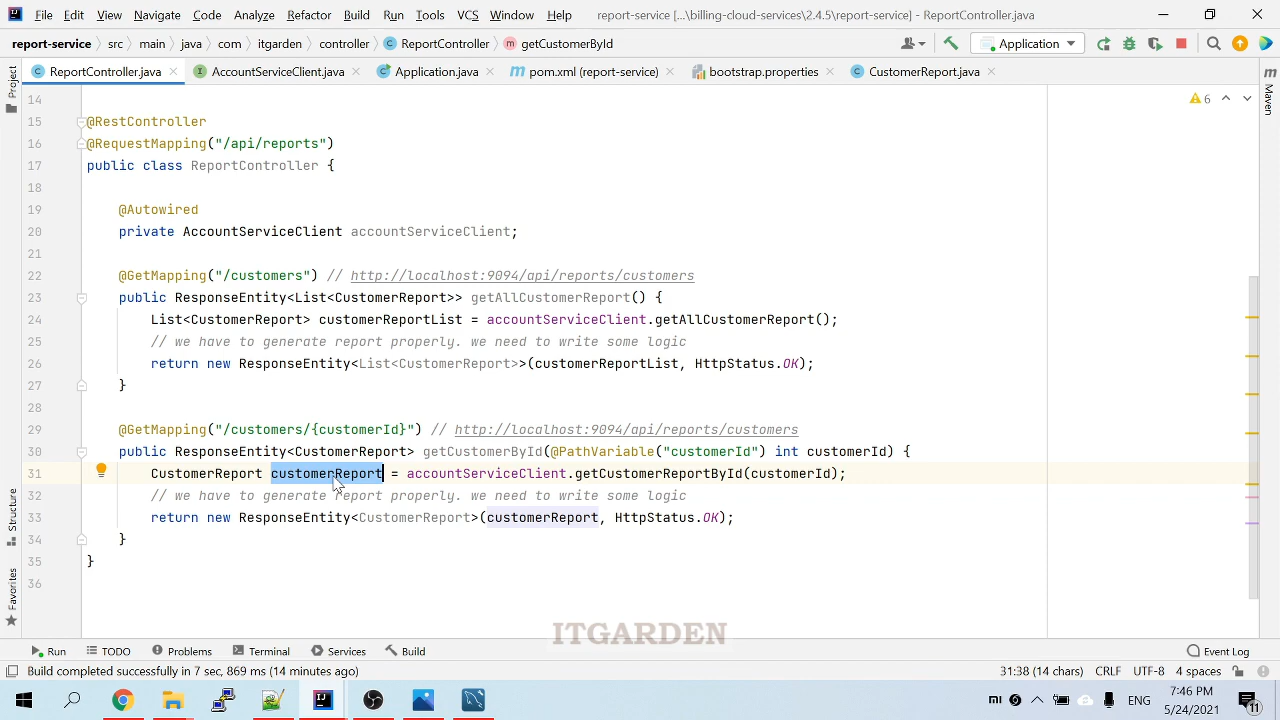 File Edit View Navigate Code Analyze Refactor Build Run Tools VCS Window Help report-service [...\billing cloud-services\2.4.5\report-service] - ReportController.java
report-service src main java com itgarden controller ReportController getCustomerById Application
ReportController.java AccountServiceClient.java Application.java pom.xml (report-service) bootstrap.properties CustomerReport.java
Project
Maven
6
14
15 @RestController
16 @RequestMapping("/api/reports")
17 public class ReportController {
18
19 @Autowired
20 private AccountServiceClient accountServiceClient;
21
22 @GetMapping("/customers") // http://localhost:9094/api/reports/customers
23 public ResponseEntity<List<CustomerReport>> getAllCustomerReport() {
24 List<CustomerReport> customerReportList = accountServiceClient.getAllCustomerReport();
25 // we have to generate report properly. we need to write some logic
26 return new ResponseEntity<List<CustomerReport>>(customerReportList, HttpStatus.OK);
27 }
28
29 @GetMapping("/customers/{customerId}") // http://localhost:9094/api/reports/customers
30 public ResponseEntity<CustomerReport> getCustomerById(@PathVariable("customerId") int customerId) {
31 CustomerReport customerReport = accountServiceClient.getCustomerReportById(customerId);
32 // we have to generate report properly. we need to write some logic
33 return new ResponseEntity<CustomerReport>(customerReport, HttpStatus.OK);
34 }
35 }
36
Structure
Favorites
ITGARDEN
Run TODO Problems Terminal Services Build Event Log
Build completed successfully in 7 sec, 869 ms (14 minutes ago) 31:38 (14 chars) CRLF UTF-8 4 spaces
ENG 7:46 PM
5/24/2021 11